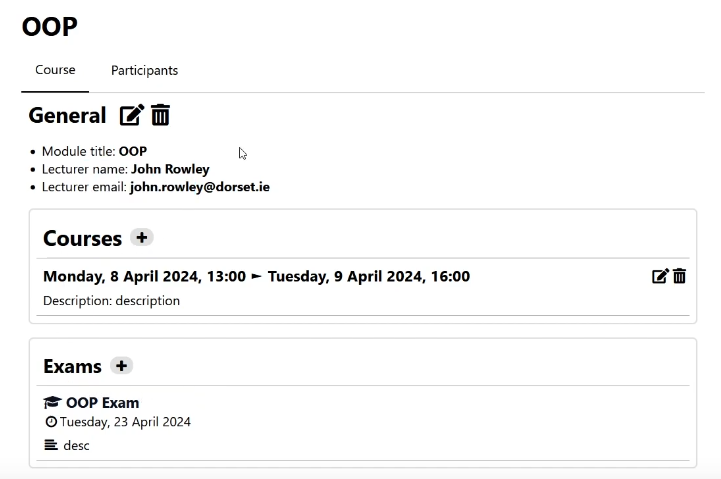 OOP
Course Participants
General
Module title: OOP
Lecturer name: John Rowley
Lecturer email: john.rowley@dorset.ie
Courses +
Monday, 8 April 2024, 13:00 ► Tuesday, 9 April 2024, 16:00
Description: description
Exams +
OOP Exam
Tuesday, 23 April 2024
desc